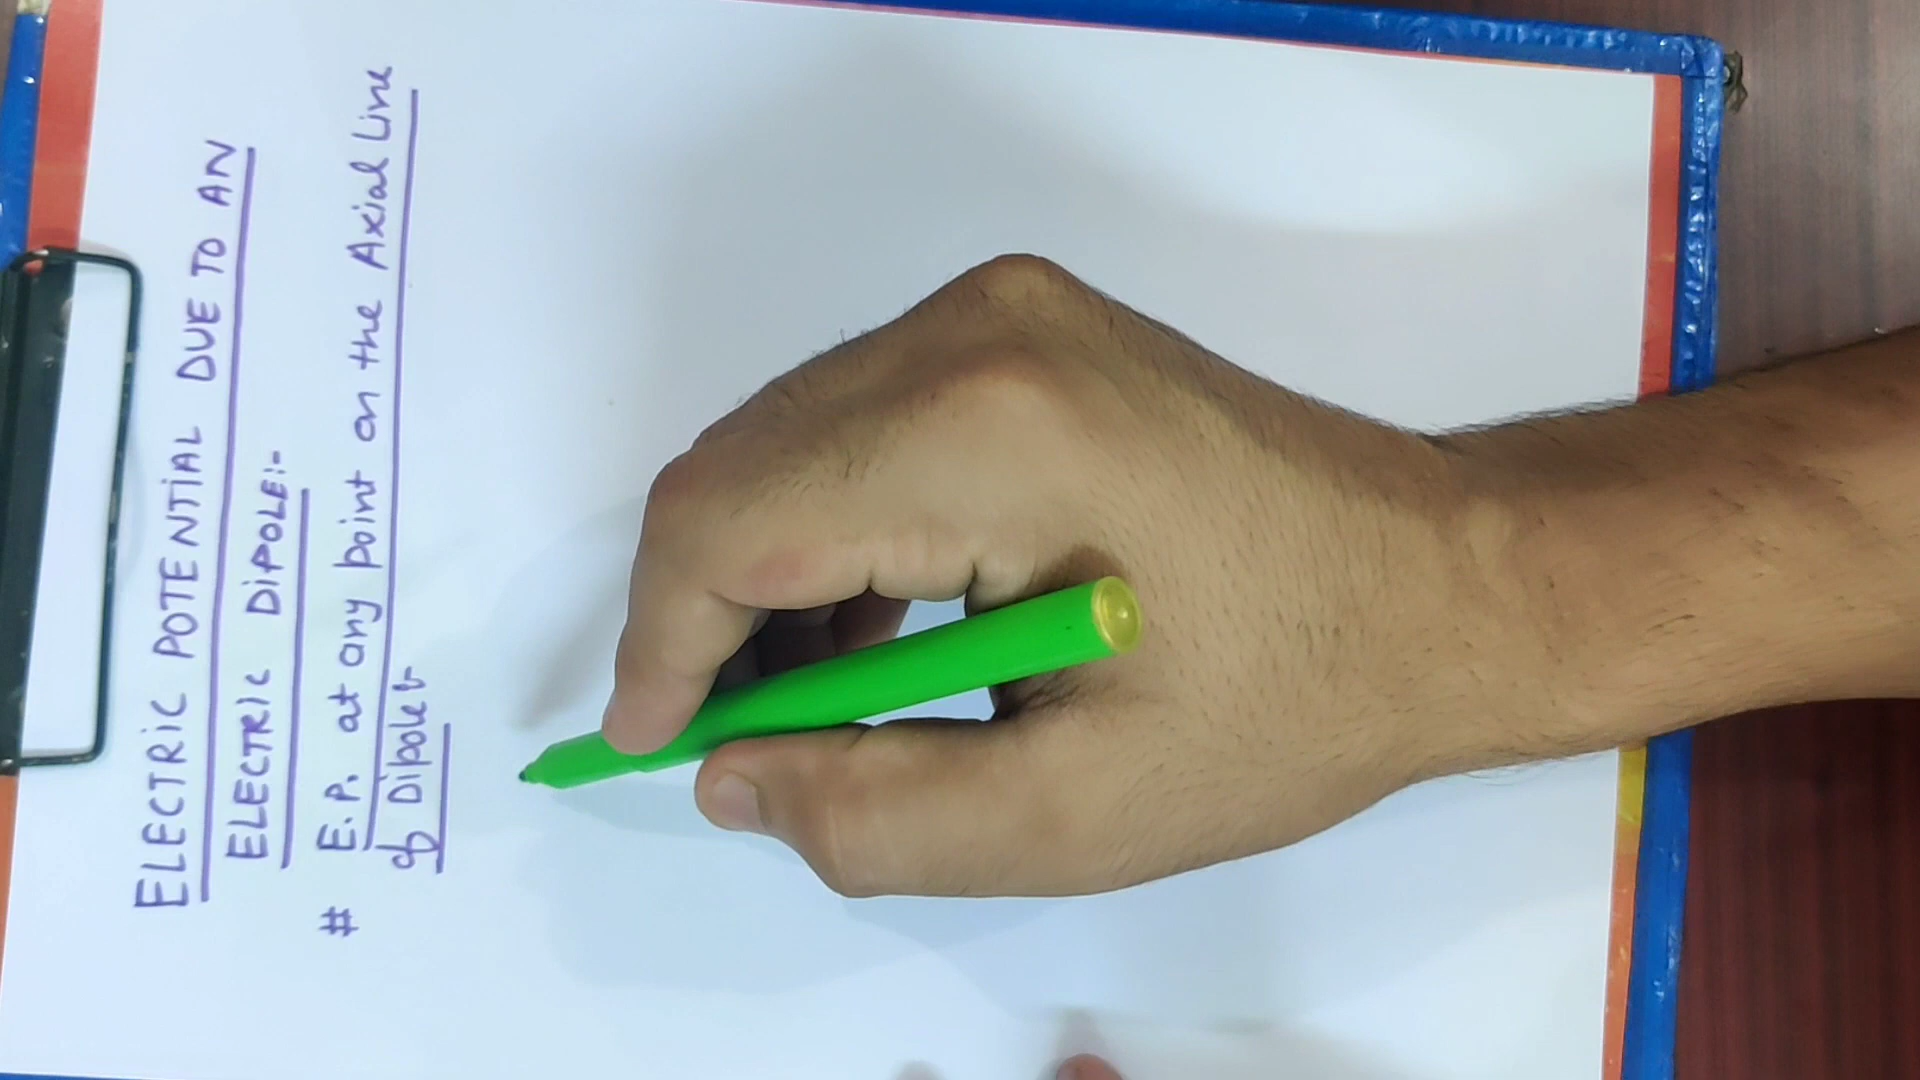 ELECTRIC POTENTIAL DUE TO AN
ELECTRIC DIPOLE:-
# E.P. at any point on the Axial Line
of Dipole:-